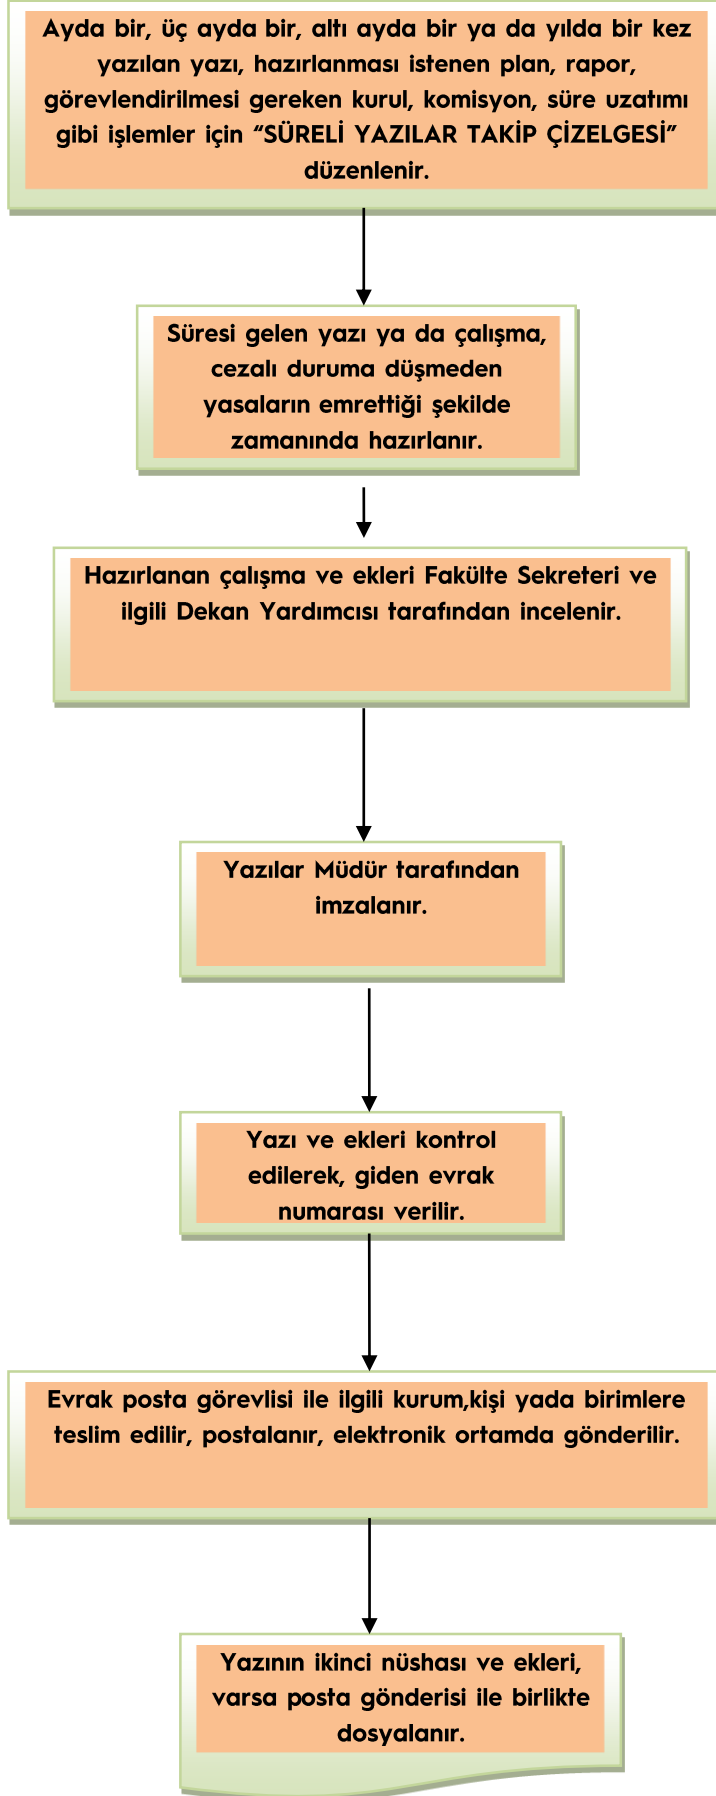 Ayda bir, üç ayda bir, altı ayda bir ya da yılda bir kez
yazılan yazı, hazırlanması istenen plan, rapor,
görevlendirilmesi gereken kurul, komisyon, süre uzatımı
gibi işlemler için “SÜRELİ YAZILAR TAKİP ÇİZELGESİ”
düzenlenir.
Süresi gelen yazı ya da çalışma,
cezalı duruma düşmeden
yasaların emrettiği şekilde
zamanında hazırlanır.
Hazırlanan çalışma ve ekleri Fakülte Sekreteri ve
ilgili Dekan Yardımcısı tarafından incelenir.
Yazılar Müdür tarafından
imzalanır.
Yazı ve ekleri kontrol
edilerek, giden evrak
numarası verilir.
Evrak posta görevlisi ile ilgili kurum,kişi yada birimlere
teslim edilir, postalanır, elektronik ortamda gönderilir.
Yazının ikinci nüshası ve ekleri,
varsa posta gönderisi ile birlikte
dosyalanır.